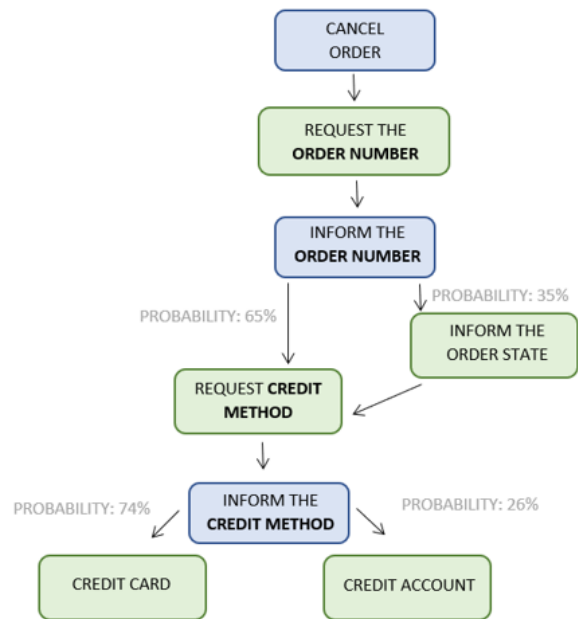 CANCEL
ORDER
REQUEST THE
ORDER NUMBER
INFORM THE
ORDER NUMBER
PROBABILITY: 65%
PROBABILITY: 35%
INFORM THE
ORDER STATE
REQUEST CREDIT
METHOD
PROBABILITY: 74%
INFORM THE
CREDIT METHOD
PROBABILITY: 26%
CREDIT CARD
CREDIT ACCOUNT